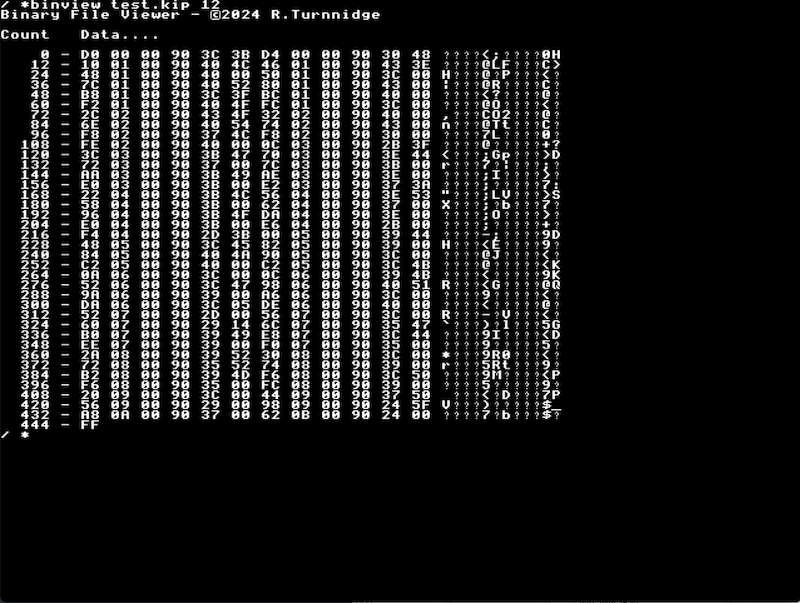 / *binview test.kip 12
Binary File Viewer - ©2024 R.Turnnidge
Count Data....
0 - D0 00 00 90 3C 3B D4 00 00 90 30 48 ????<;????0H
12 - 10 01 00 90 40 4C 46 01 00 90 43 3E ????@LF???C>
24 - 48 01 00 90 40 00 50 01 00 90 3C 00 H???@?P???<?
36 - 7C 01 00 90 40 52 80 01 00 90 43 00 |???@R????C?
48 - B8 01 00 90 3C 3F BC 01 00 90 40 00 ????<?????@?
60 - F2 01 00 90 40 4F FC 01 00 90 3C 00 ????@O????<?
72 - 2C 02 00 90 43 4F 32 02 00 90 40 00 ,???CO2???@?
84 - 6E 02 00 90 40 54 74 02 00 90 43 00 n???@Tt???C?
96 - F8 02 00 90 37 4C F8 02 00 90 30 00 ????7L????0?
108 - FE 02 00 90 40 00 0C 03 00 90 2B 3F ????@?????+?
120 - 3C 03 00 90 3B 47 70 03 00 90 3E 44 <???;Gp???>D
132 - 72 03 00 90 37 00 7C 03 00 90 3B 00 r???7?|???;?
144 - AA 03 00 90 3B 49 AE 03 00 90 3E 00 ????;I????>?
156 - E0 03 00 90 3B 00 E2 03 00 90 37 3A ????;?????7:
168 - 22 04 00 90 3B 4C 56 04 00 90 3E 53 "???;LV???>S
180 - 58 04 00 90 3B 00 62 04 00 90 37 00 X???;?b???7?
192 - 96 04 00 90 3B 4F DA 04 00 90 3E 00 ????;O????>?
204 - E0 04 00 90 3B 00 E6 04 00 90 2B 00 ????;?????+?
216 - F4 04 00 90 2D 3B 00 05 00 90 39 44 ????-;????9D
228 - 48 05 00 90 3C 45 82 05 00 90 39 00 H???<E????9?
240 - 84 05 00 90 40 4A 90 05 00 90 3C 00 ????@J????<?
252 - C2 05 00 90 40 00 C2 05 00 90 3C 4B ????@?????<K
264 - 0A 06 00 90 3C 00 0C 06 00 90 39 4B ????<?????9K
276 - 52 06 00 90 3C 47 98 06 00 90 40 51 R???<G????@Q
288 - 9A 06 00 90 39 00 A6 06 00 90 3C 00 ????9?????<?
300 - DA 06 00 90 3C 05 DE 06 00 90 40 00 ????<?????@?
312 - 52 07 00 90 2D 00 56 07 00 90 3C 00 R???-?V???<?
324 - 60 07 00 90 29 14 6C 07 00 90 35 47 `???)?l???5G
336 - B0 07 00 90 39 49 E8 07 00 90 3C 44 ????9I????<D
348 - EE 07 00 90 39 00 F0 07 00 90 35 00 ????9?????5?
360 - 2A 08 00 90 39 52 30 08 00 90 3C 00 *???9R0???<?
372 - 72 08 00 90 35 52 74 08 00 90 39 00 r???5Rt???9?
384 - B2 08 00 90 39 4D F6 08 00 90 3C 50 ????9M????<P
396 - F6 08 00 90 35 00 FC 08 00 90 39 00 ????5?????9?
408 - 20 09 00 90 3C 00 44 09 00 90 37 50 ???<?D???7P
420 - 56 09 00 90 29 00 98 09 00 90 24 5F V???)?????$_
432 - A8 0A 00 90 37 00 62 0B 00 90 24 00 ????7?b???$?
444 - FF
/ *